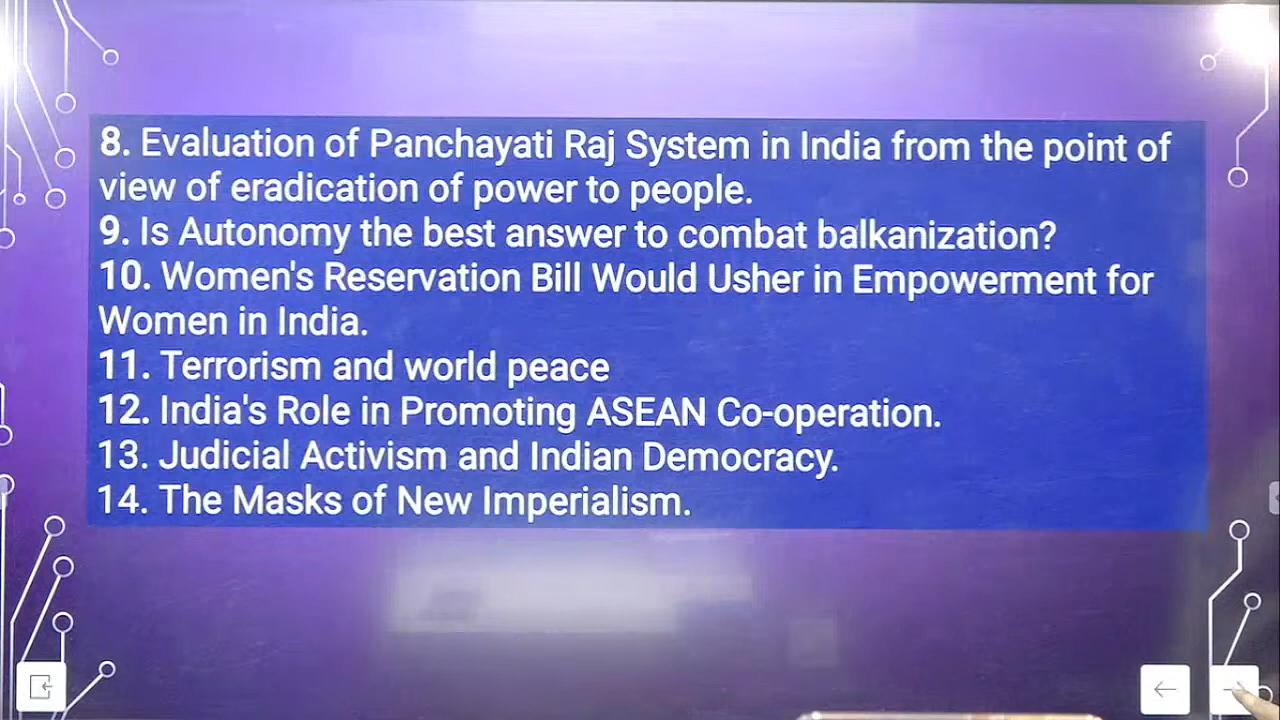 8. Evaluation of Panchayati Raj System in India from the point of
view of eradication of power to people.
9. Is Autonomy the best answer to combat balkanization?
10. Women's Reservation Bill Would Usher in Empowerment for
Women in India.
11. Terrorism and world peace
12. India's Role in Promoting ASEAN Co-operation.
13. Judicial Activism and Indian Democracy.
14. The Masks of New Imperialism.